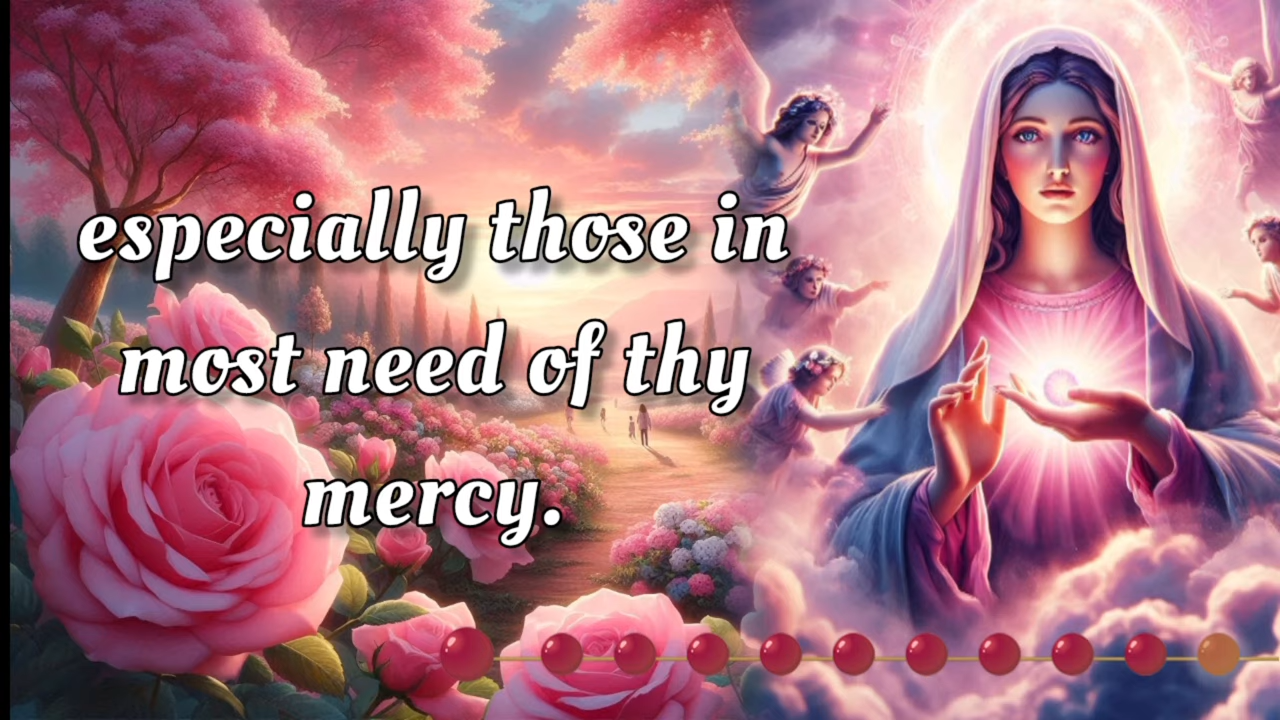 especially those in
most need of thy
mercy.